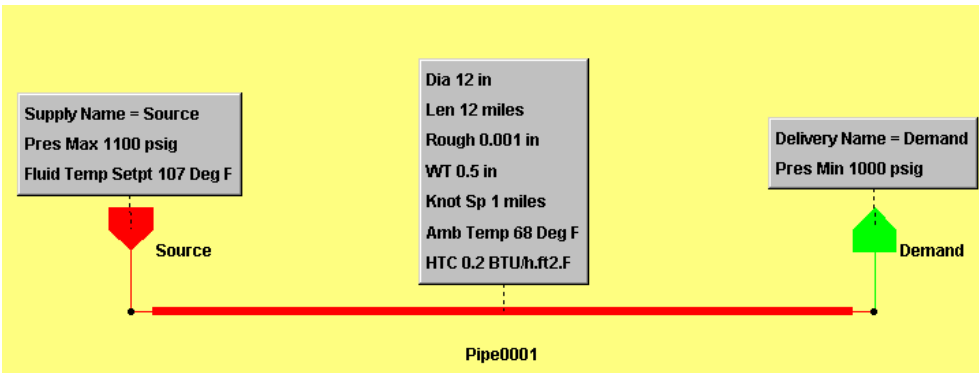 Supply Name = Source
Pres Max 1100 psig
Fluid Temp Setpt 107 Deg F
Source
Dia 12 in
Len 12 miles
Rough 0.001 in
WT 0.5 in
Knot Sp 1 miles
Amb Temp 68 Deg F
HTC 0.2 BTU/h.ft2.F
Pipe0001
Delivery Name = Demand
Pres Min 1000 psig
Demand